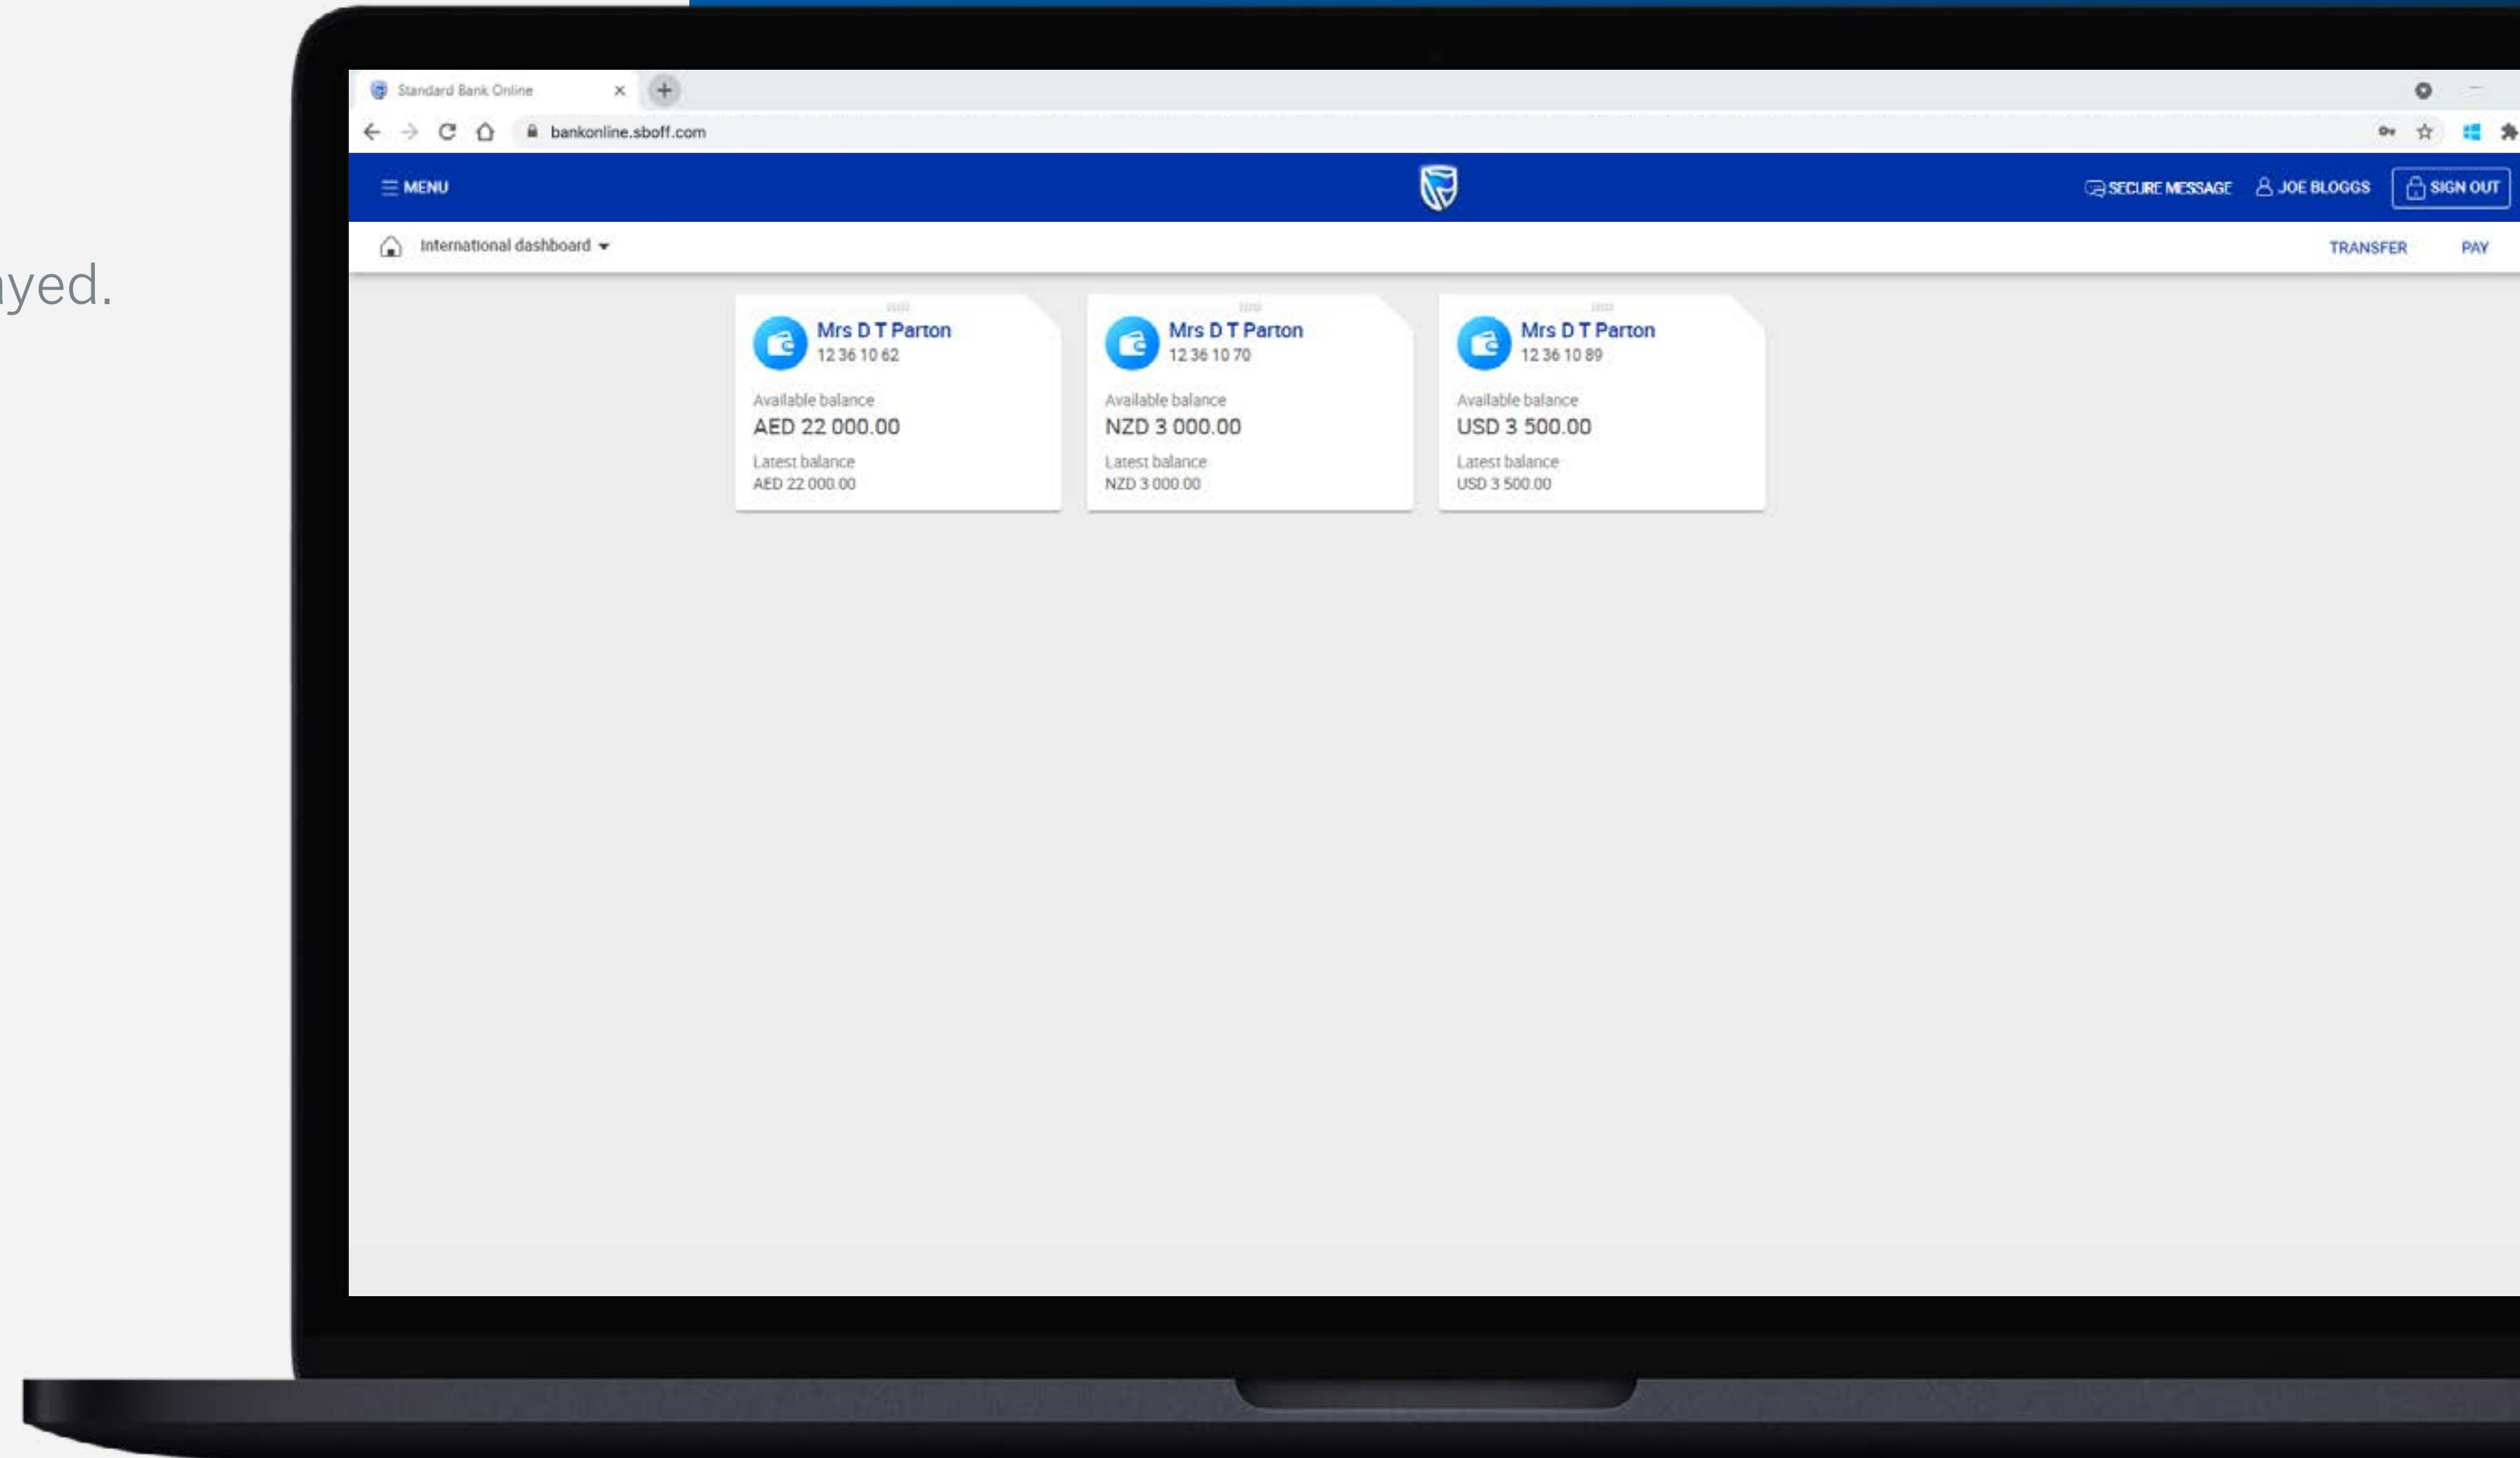 ayed.
Standard Bank Online
bankonline.sboff.com
MENU
SECURE MESSAGE JOE BLOGGS SIGN OUT
International dashboard
TRANSFER PAY
Mrs D T Parton
12 36 10 62
Available balance
AED 22 000.00
Latest balance
AED 22 000.00
Mrs D T Parton
12 36 10 70
Available balance
NZD 3 000.00
Latest balance
NZD 3 000.00
Mrs D T Parton
12 36 10 89
Available balance
USD 3 500.00
Latest balance
USD 3 500.00